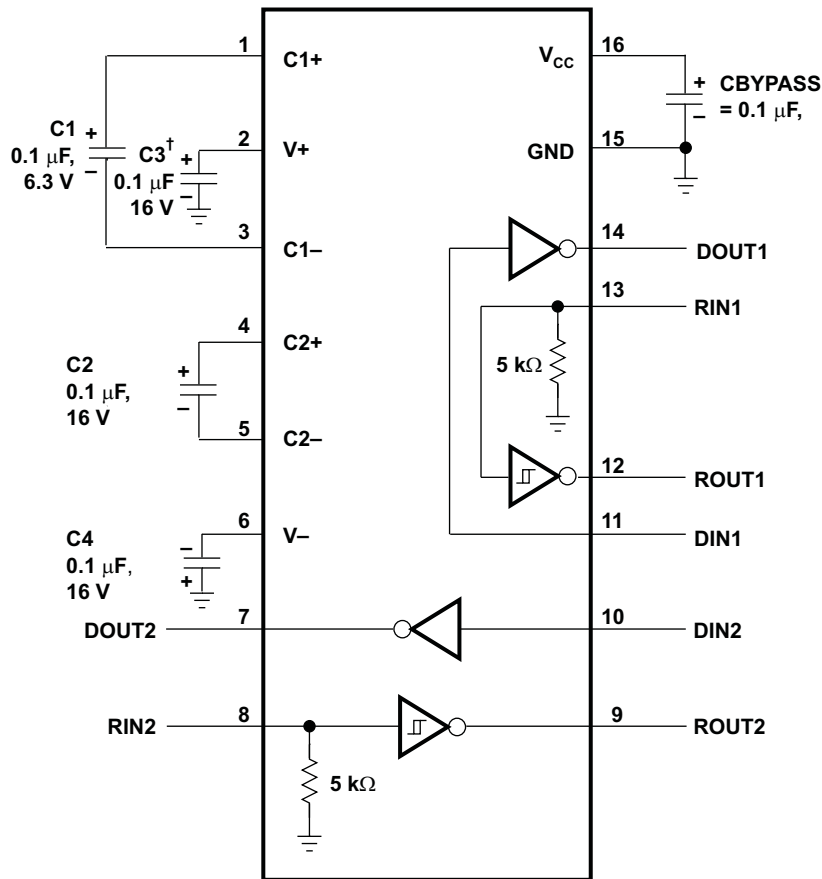 1
C1+
VCC
16
+
CBYPASS
= 0.1 μF,
–
C1
0.1 μF,
6.3 V
+
–
2
V+
C3†
0.1 μF
16 V
+
–
GND
15
3
C1–
14
DOUT1
13
RIN1
4
C2+
5 kΩ
C2
0.1 μF,
16 V
+
–
5
C2–
12
ROUT1
11
DIN1
6
V–
C4
0.1 μF,
16 V
–
+
DOUT2
7
10
DIN2
RIN2
8
9
ROUT2
5 kΩ